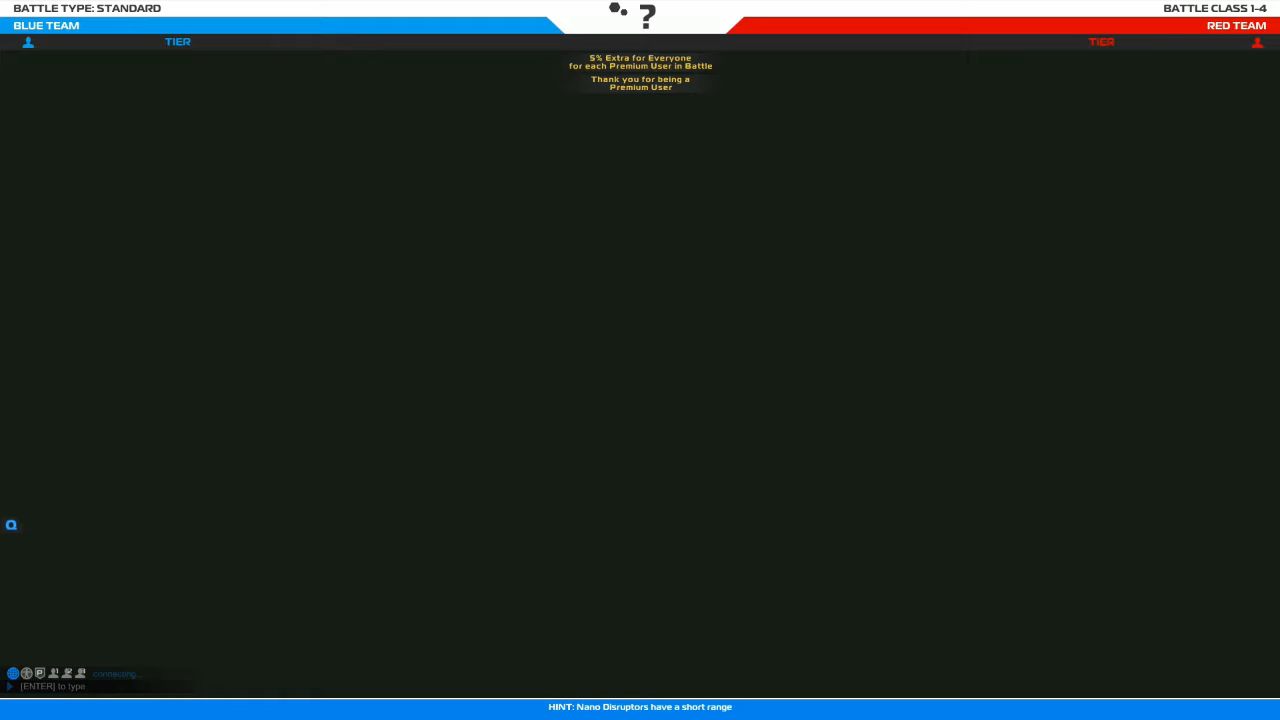 BATTLE TYPE: STANDARD
BATTLE CLASS 1-4
?
BLUE TEAM
RED TEAM
TIER
TIER
5% Extra for Everyone
for each Premium User in Battle
Thank you for being a
Premium User
Q
P connecting...
[ENTER] to type
HINT: Nano Disruptors have a short range